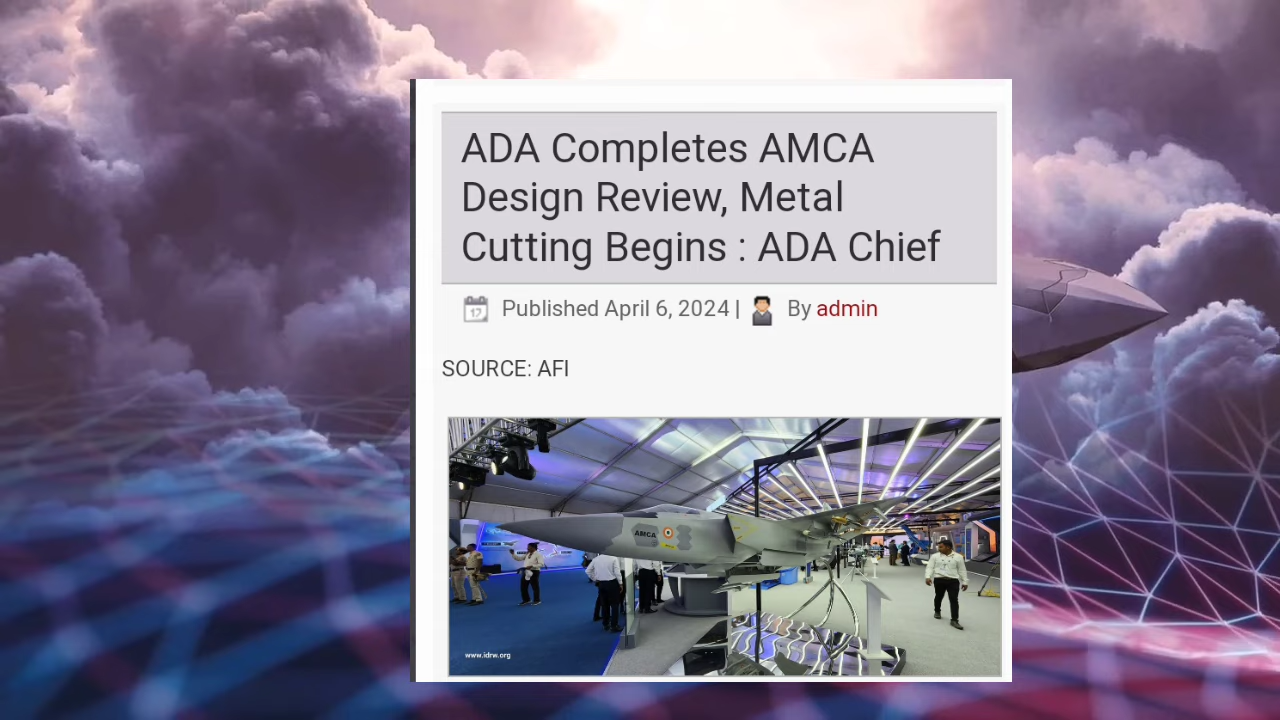 ADA Completes AMCA
Design Review, Metal
Cutting Begins : ADA Chief
17
Published April 6, 2024 |
By admin
SOURCE: AFI
AMCA
www.idrw.org